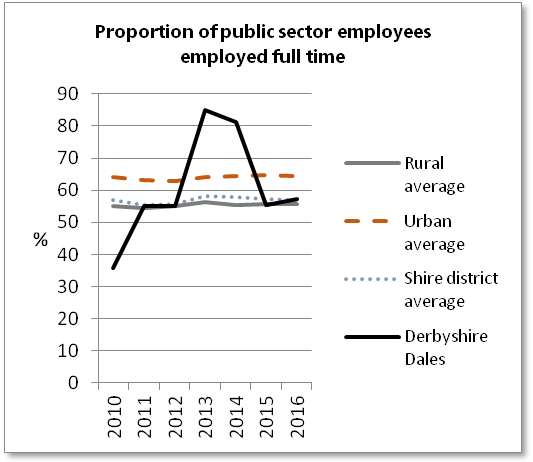 Proportion of public sector employees
employed full time
90
80
70
60
50
40
30
20
10
0
%
2010
2011
2012
2013
2014
2015
2016
Rural
average
Urban
average
Shire district
average
Derbyshire
Dales